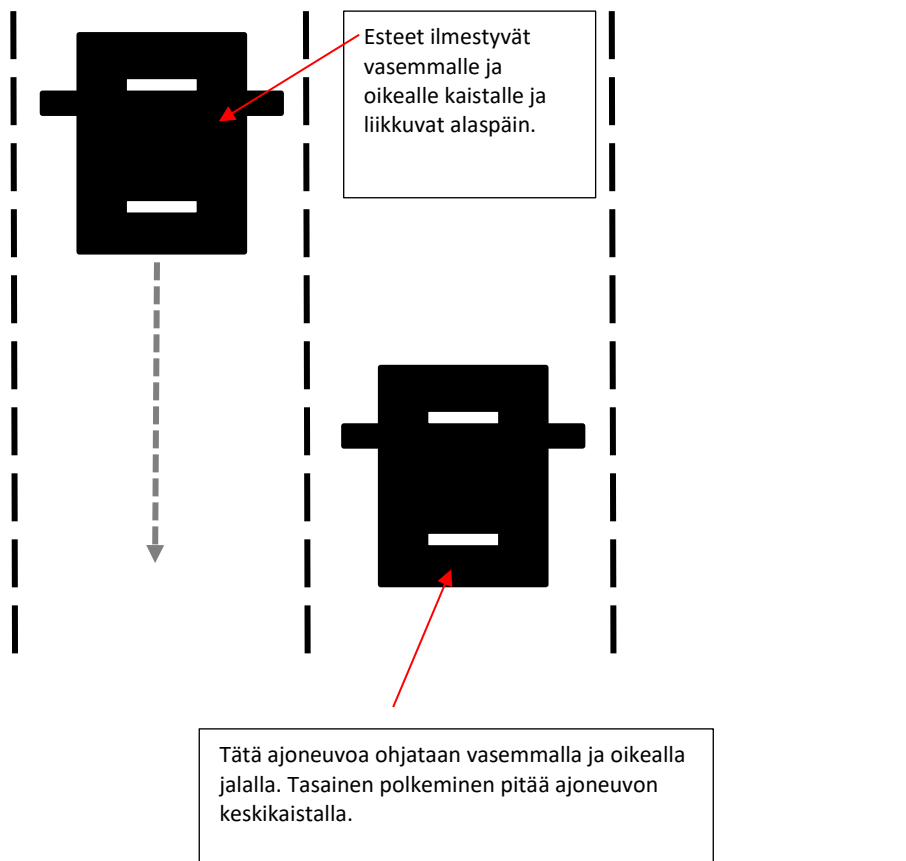 Esteet ilmestyvät
vasemmalle ja
oikealle kaistalle ja
liikkuvat alaspäin.
Tätä ajoneuvoa ohjataan vasemmalla ja oikealla
jalalla. Tasainen polkeminen pitää ajoneuvon
keskikaistalla.